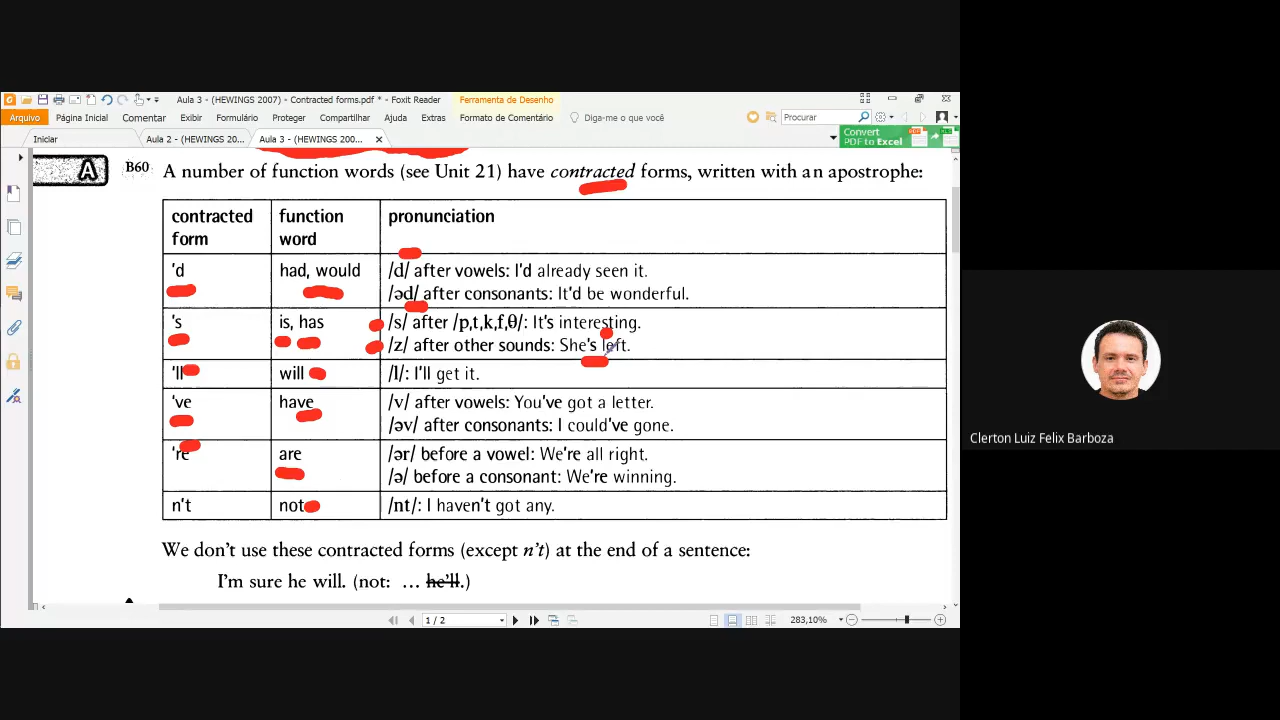 Aula 3 - (HEWINGS 2007) - Contracted forms.pdf * - Foxit Reader
Ferramenta de Desenho
Arquivo Página Inicial Comentar Exibir Formulário Proteger Compartilhar Ajuda Extras Formato de Comentário Diga-me o que você Procurar
Iniciar Aula 2 - (HEWINGS 20... Aula 3 - (HEWINGS 200...
Convert
PDF to Excel
A B60 A number of function words (see Unit 21) have contracted forms, written with an apostrophe:
contracted form function word pronunciation
'd had, would /d/ after vowels: I'd already seen it.
/əd/ after consonants: It'd be wonderful.
's is, has /s/ after /p,t,k,f,θ/: It's interesting.
/z/ after other sounds: She's left.
'll will /l/: I'll get it.
've have /v/ after vowels: You've got a letter.
/əv/ after consonants: I could've gone.
're are /ər/ before a vowel: We're all right.
/ə/ before a consonant: We're winning.
n't not /nt/: I haven't got any.
We don't use these contracted forms (except n't) at the end of a sentence:
I'm sure he will. (not: ... he'll.)
1 / 2
283,10%
Clerton Luiz Felix Barboza